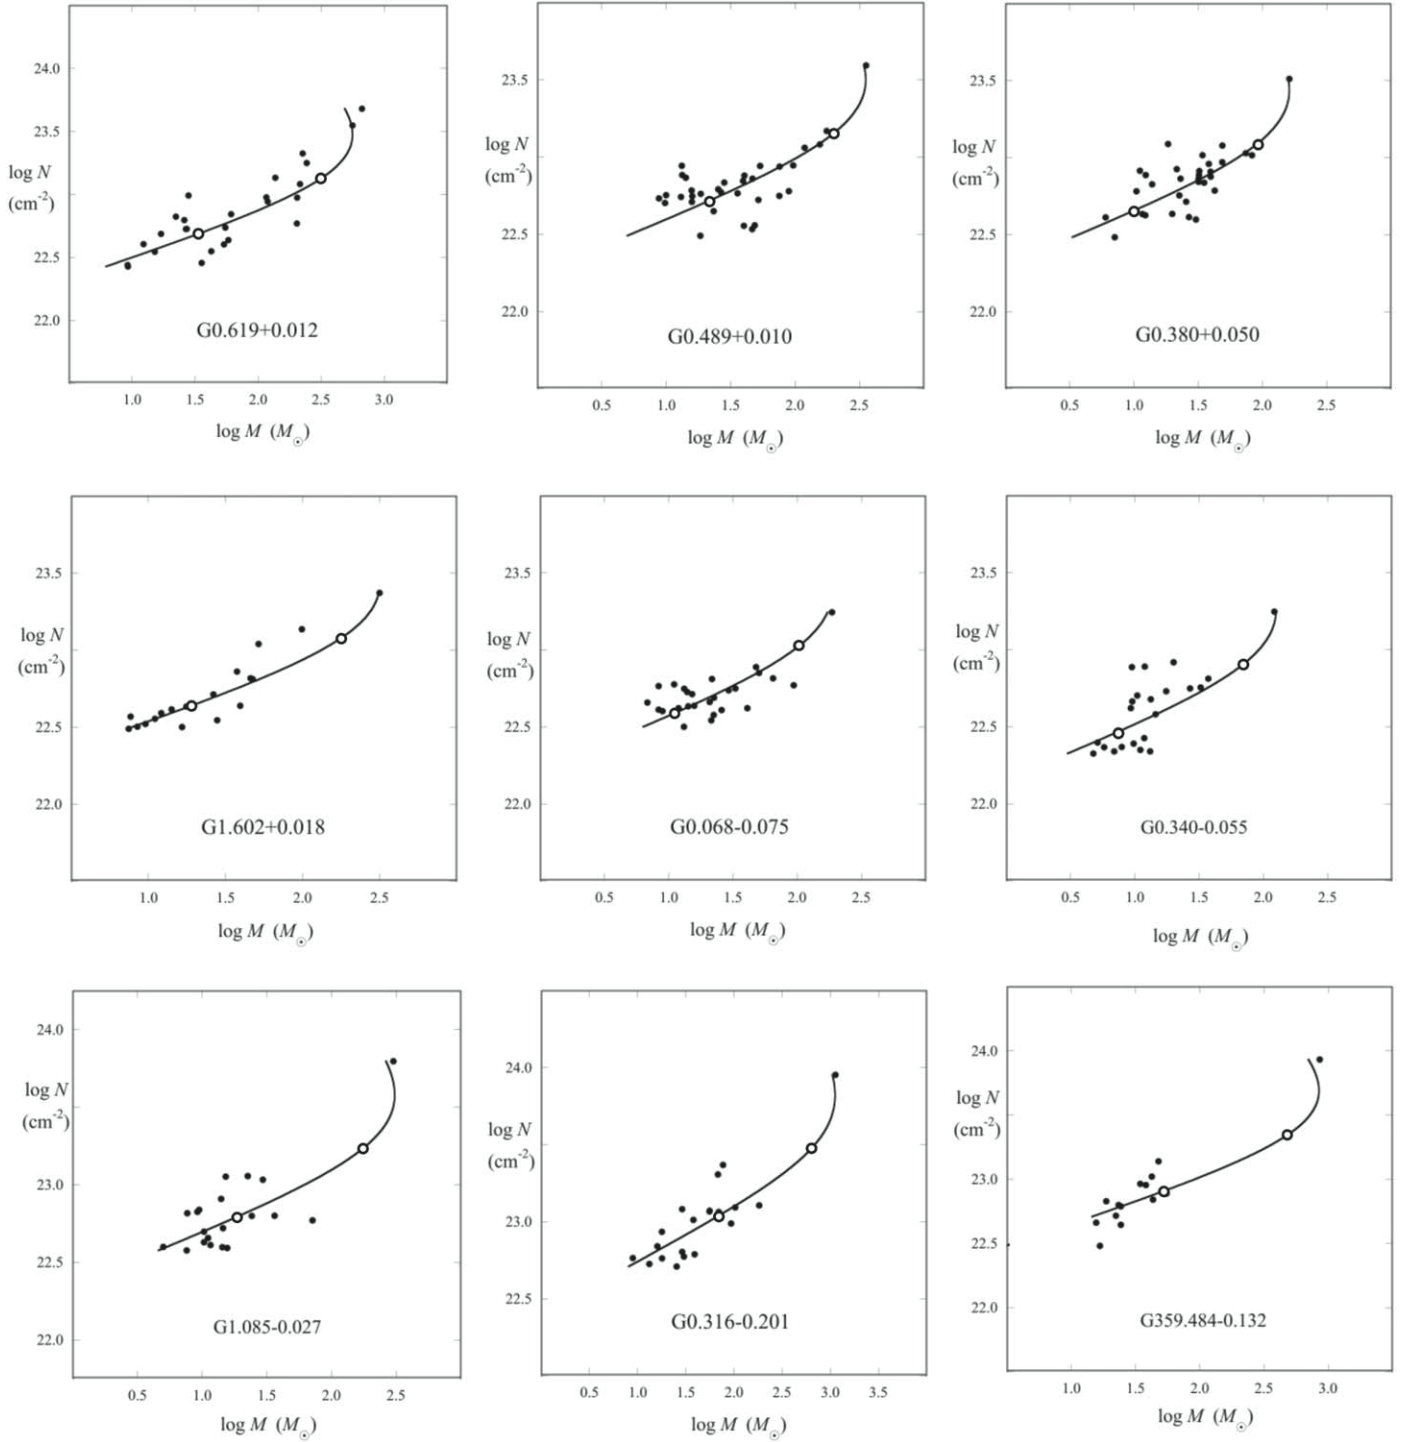 24.0
23.5
log N
(cm⁻²)
22.5
22.0
G0.619+0.012
1.0 1.5 2.0 2.5 3.0
log M (M☉)
23.5
log N
(cm⁻²)
22.5
22.0
G0.489+0.010
0.5 1.0 1.5 2.0 2.5
log M (M☉)
23.5
log N
(cm⁻²)
22.5
22.0
G0.380+0.050
0.5 1.0 1.5 2.0 2.5
log M (M☉)
23.5
log N
(cm⁻²)
22.5
22.0
G1.602+0.018
1.0 1.5 2.0 2.5
log M (M☉)
23.5
log N
(cm⁻²)
22.5
22.0
G0.068-0.075
0.5 1.0 1.5 2.0 2.5
log M (M☉)
23.5
log N
(cm⁻²)
22.5
22.0
G0.340-0.055
0.5 1.0 1.5 2.0 2.5
log M (M☉)
24.0
log N
(cm⁻²)
23.0
22.5
22.0
G1.085-0.027
0.5 1.0 1.5 2.0 2.5
log M (M☉)
24.0
log N
(cm⁻²)
23.0
22.5
G0.316-0.201
0.5 1.0 1.5 2.0 2.5 3.0 3.5
log M (M☉)
24.0
log N
(cm⁻²)
23.0
22.5
22.0
G359.484-0.132
1.0 1.5 2.0 2.5 3.0
log M (M☉)